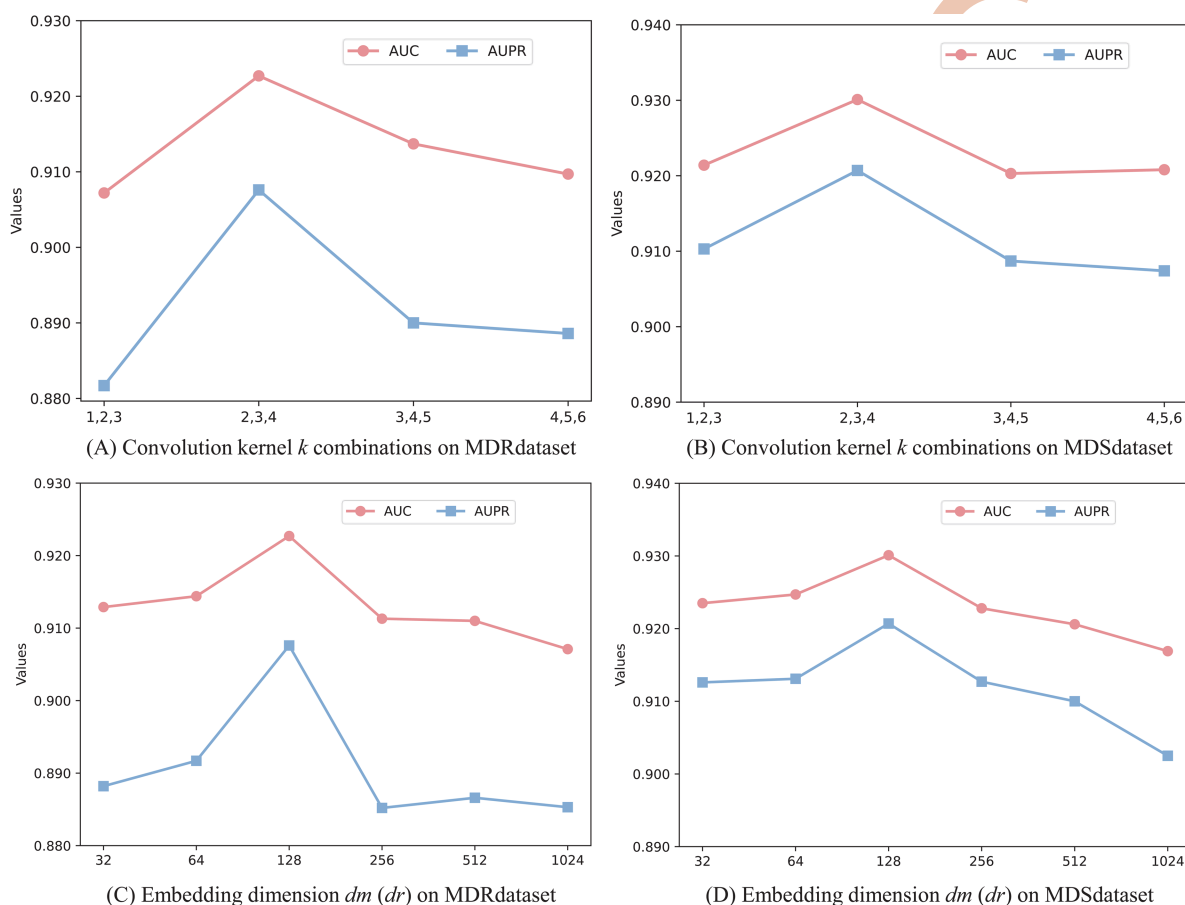 0.930
0.920
0.910
0.900
0.890
0.880
Values
AUC
AUPR
1,2,3
2,3,4
3,4,5
4,5,6
(A) Convolution kernel k combinations on MDRdataset
0.940
0.930
0.920
0.910
0.900
0.890
Values
AUC
AUPR
1,2,3
2,3,4
3,4,5
4,5,6
(B) Convolution kernel k combinations on MDSdataset
0.930
0.920
0.910
0.900
0.890
0.880
Values
AUC
AUPR
32
64
128
256
512
1024
(C) Embedding dimension dm (dr) on MDRdataset
0.940
0.930
0.920
0.910
0.900
0.890
Values
AUC
AUPR
32
64
128
256
512
1024
(D) Embedding dimension dm (dr) on MDSdataset